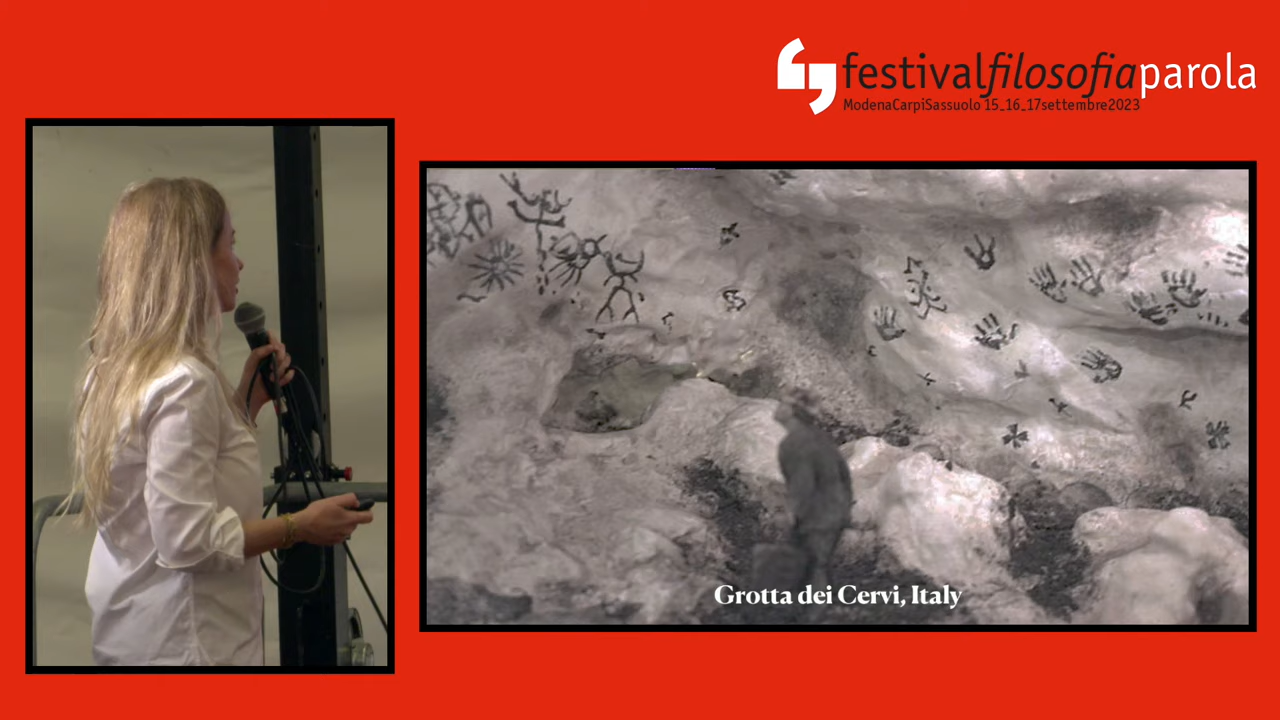 festivalfilosofiaparola
ModenaCarpiSassuolo 15_16_17settembre2023
Grotta dei Cervi, Italy